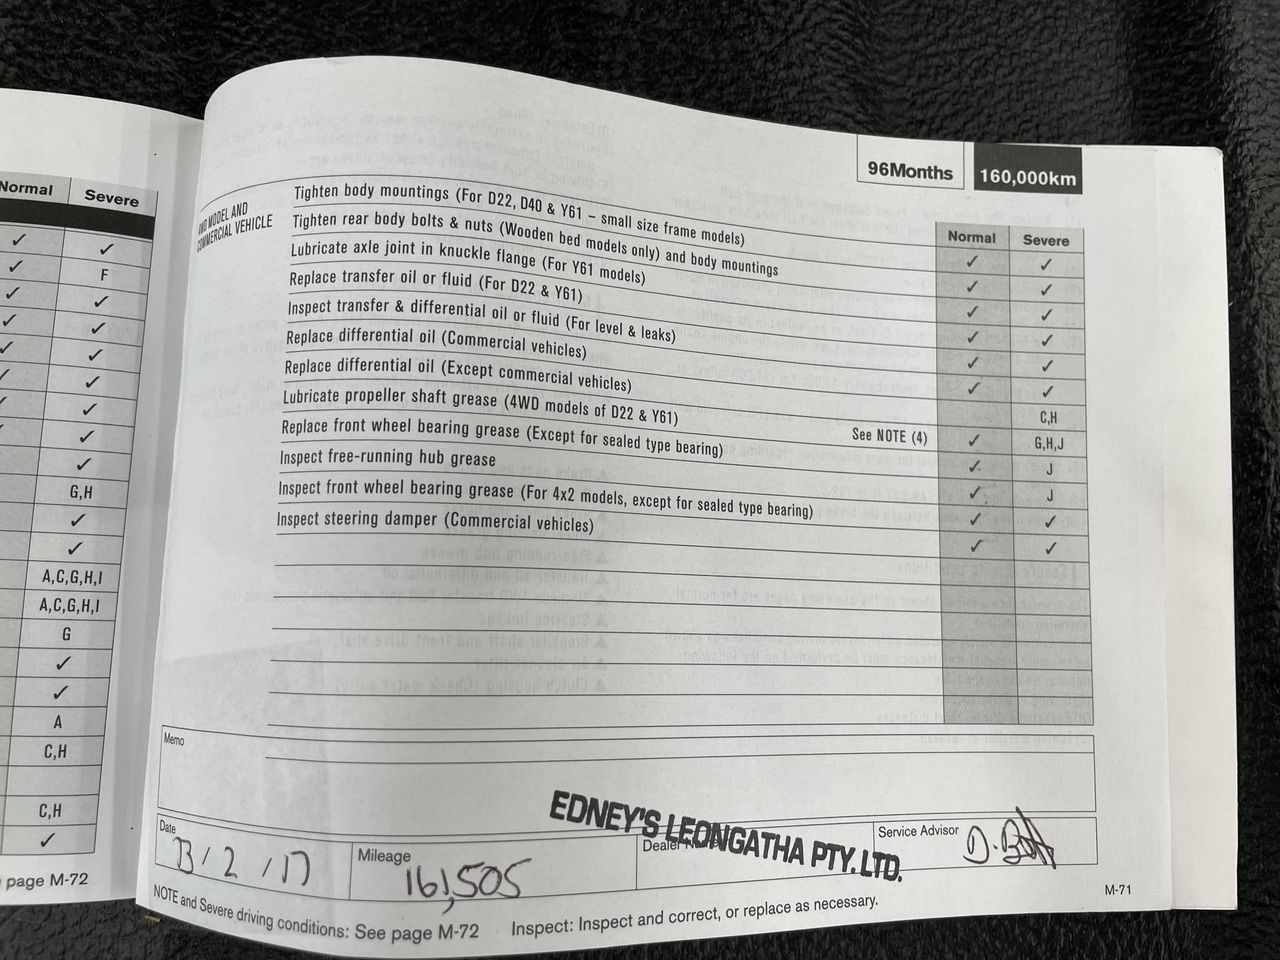 Normal Severe
✓ ✓
✓ F
✓ ✓
✓ ✓
✓ ✓
✓ ✓
✓
✓
✓
G,H
✓
✓
A,C,G,H,I
A,C,G,H,I
G
✓
✓
A
C,H
C,H
✓
page M-72
96Months 160,000km
4WD MODEL AND
COMMERCIAL VEHICLE
Normal Severe
Tighten body mountings (For D22, D40 & Y61 – small size frame models) ✓ ✓
Tighten rear body bolts & nuts (Wooden bed models only) and body mountings ✓ ✓
Lubricate axle joint in knuckle flange (For Y61 models) ✓ ✓
Replace transfer oil or fluid (For D22 & Y61) ✓ ✓
Inspect transfer & differential oil or fluid (For level & leaks) ✓ ✓
Replace differential oil (Commercial vehicles) ✓ ✓
Replace differential oil (Except commercial vehicles) C,H
Lubricate propeller shaft grease (4WD models of D22 & Y61) See NOTE (4) ✓ G,H,J
Replace front wheel bearing grease (Except for sealed type bearing) ✓ J
Inspect free-running hub grease ✓ J
Inspect front wheel bearing grease (For 4x2 models, except for sealed type bearing) ✓ ✓
Inspect steering damper (Commercial vehicles) ✓ ✓
Memo
EDNEY'S LEONGATHA PTY. LTD.
Date
/ 2 / 17
Mileage
161,505
Dealer
Service Advisor
NOTE and Severe driving conditions: See page M-72 Inspect: Inspect and correct, or replace as necessary.
M-71